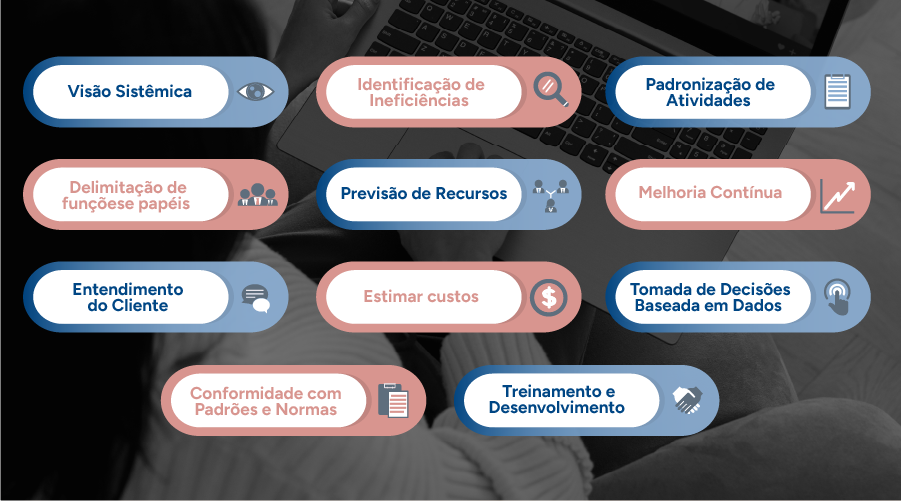 Visão Sistêmica
Identificação de
Ineficiências
Padronização de
Atividades
Delimitação de
funçõese papéis
Previsão de Recursos
Melhoria Contínua
Entendimento
do Cliente
Estimar custos
Tomada de Decisões
Baseada em Dados
Conformidade com
Padrões e Normas
Treinamento e
Desenvolvimento